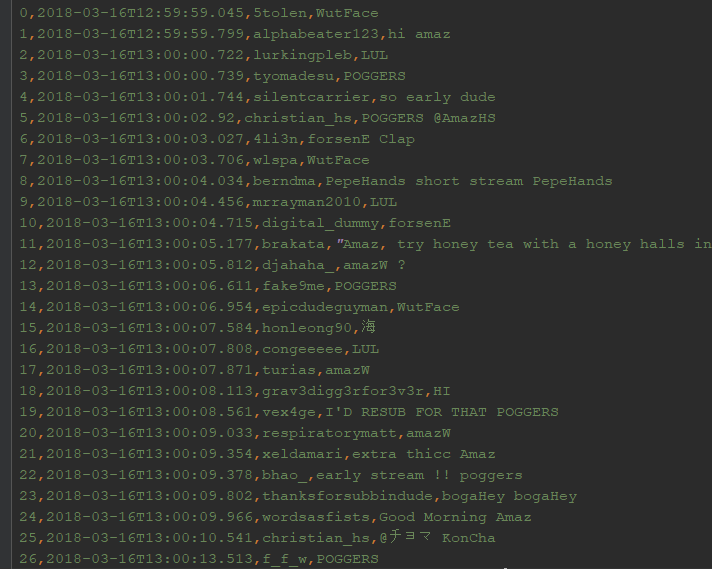 0,2018-03-16T12:59:59.045,5tolen,WutFace
1,2018-03-16T12:59:59.799,alphabeater123,hi amaz
2,2018-03-16T13:00:00.722,lurkingpleb,LUL
3,2018-03-16T13:00:00.739,tyomadesu,POGGERS
4,2018-03-16T13:00:01.744,silentcarrier,so early dude
5,2018-03-16T13:00:02.92,christian_hs,POGGERS @AmazHS
6,2018-03-16T13:00:03.027,4li3n,forsenE Clap
7,2018-03-16T13:00:03.706,wlspa,WutFace
8,2018-03-16T13:00:04.034,berndma,PepeHands short stream PepeHands
9,2018-03-16T13:00:04.456,mrrayman2010,LUL
10,2018-03-16T13:00:04.715,digital_dummy,forsenE
11,2018-03-16T13:00:05.177,brakata,"Amaz, try honey tea with a honey halls in
12,2018-03-16T13:00:05.812,djahaha_,amazW ?
13,2018-03-16T13:00:06.611,fake9me,POGGERS
14,2018-03-16T13:00:06.954,epicdudeguyman,WutFace
15,2018-03-16T13:00:07.584,honleong90,海
16,2018-03-16T13:00:07.808,congeeeee,LUL
17,2018-03-16T13:00:07.871,turias,amazW
18,2018-03-16T13:00:08.113,grav3digg3rfor3v3r,HI
19,2018-03-16T13:00:08.561,vex4ge,I'D RESUB FOR THAT POGGERS
20,2018-03-16T13:00:09.033,respiratorymatt,amazW
21,2018-03-16T13:00:09.354,xeldamari,extra thicc Amaz
22,2018-03-16T13:00:09.378,bhao_,early stream !! poggers
23,2018-03-16T13:00:09.802,thanksforsubbindude,bogaHey bogaHey
24,2018-03-16T13:00:09.966,wordsasfists,Good Morning Amaz
25,2018-03-16T13:00:10.541,christian_hs,@チョマ KonCha
26,2018-03-16T13:00:13.513,f_f_w,POGGERS